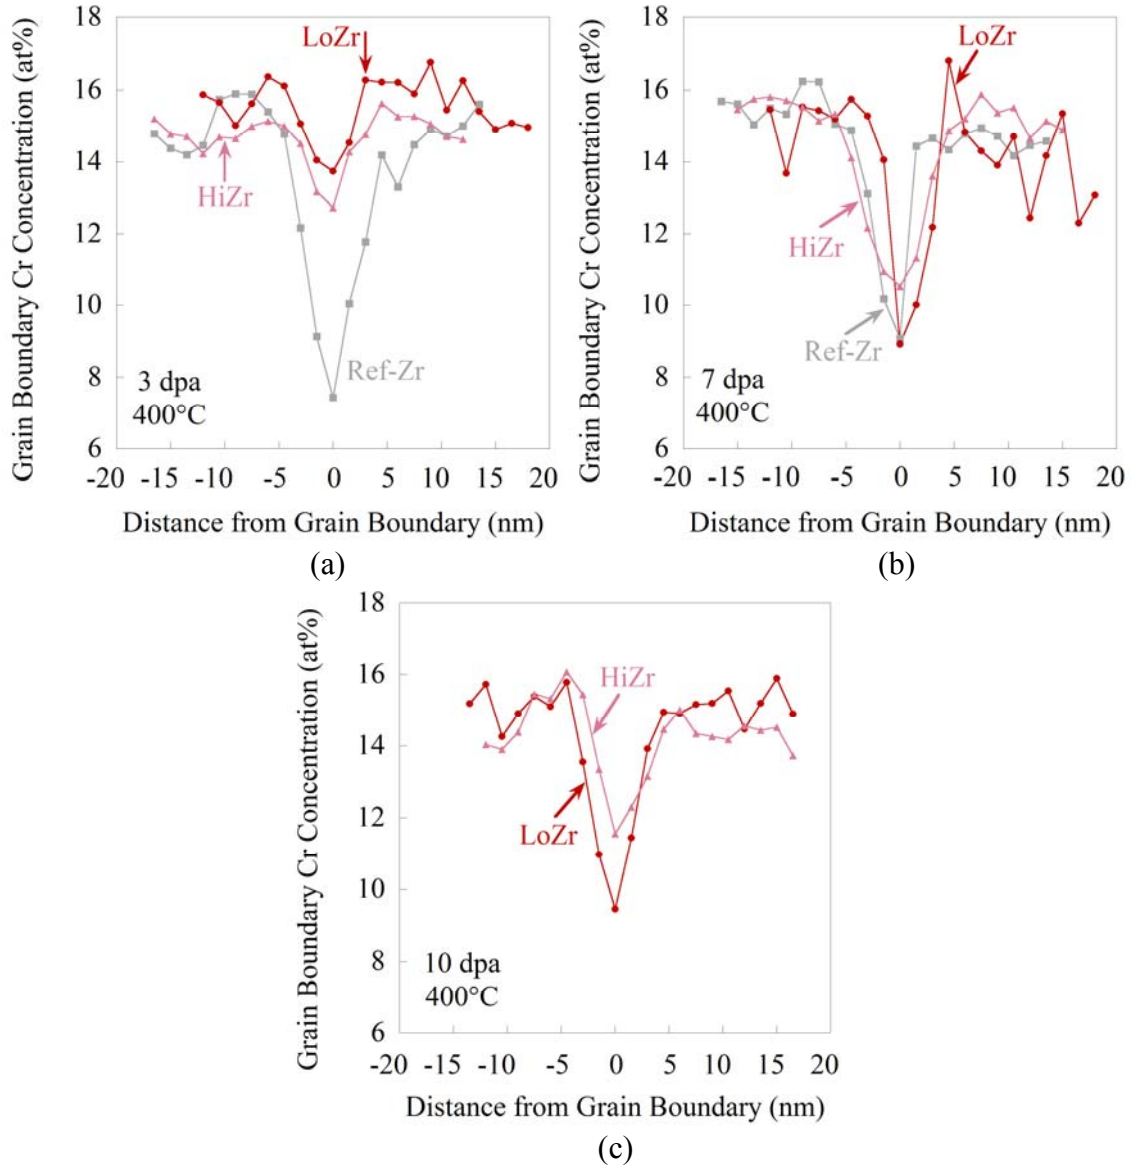 Grain Boundary Cr Concentration (at%)
18
16
14
12
10
8
6
LoZr
HiZr
Ref-Zr
3 dpa
400°C
-20 -15 -10 -5 0 5 10 15 20
Distance from Grain Boundary (nm)
(a)
Grain Boundary Cr Concentration (at%)
18
16
14
12
10
8
6
LoZr
HiZr
Ref-Zr
7 dpa
400°C
-20 -15 -10 -5 0 5 10 15 20
Distance from Grain Boundary (nm)
(b)
Grain Boundary Cr Concentration (at%)
18
16
14
12
10
8
6
HiZr
LoZr
10 dpa
400°C
-20 -15 -10 -5 0 5 10 15 20
Distance from Grain Boundary (nm)
(c)